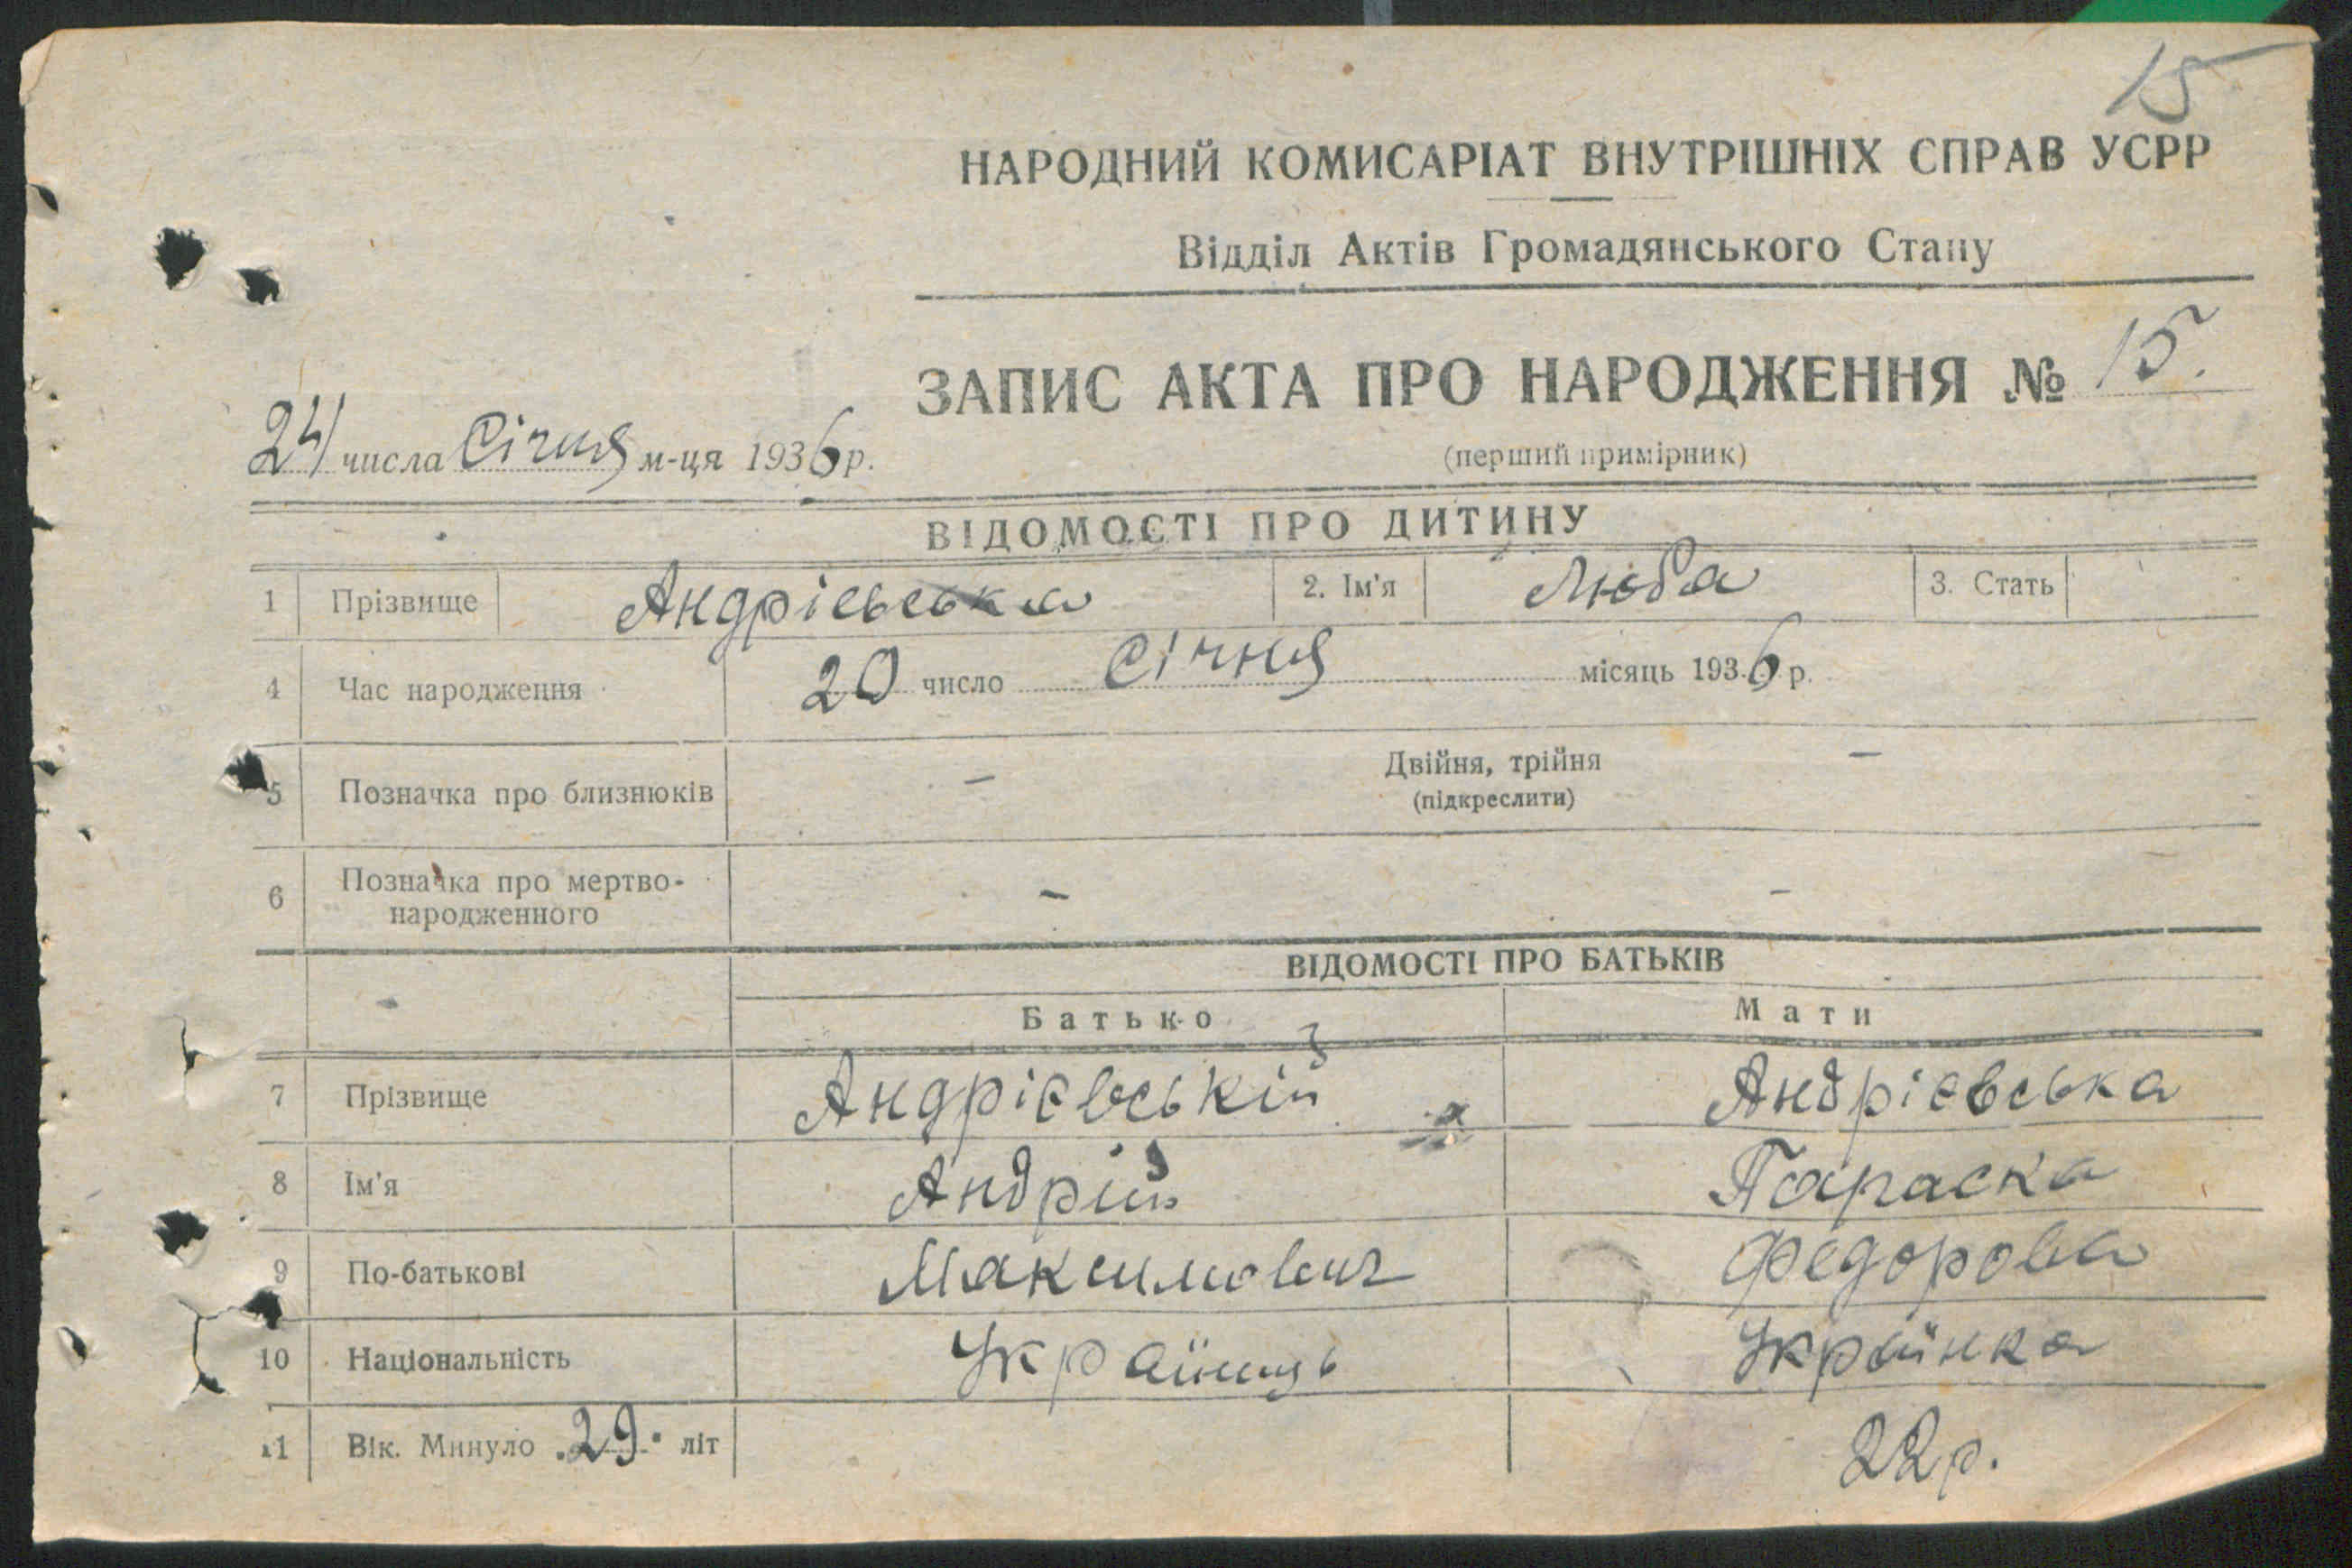 15
НАРОДНИЙ КОМИСАРІАТ ВНУТРІШНІХ СПРАВ УСРР
Відділ Актів Громадянського Стану
ЗАПИС АКТА ПРО НАРОДЖЕННЯ № 15.
24 числа Січня м-ця 1936 р.
(перший примірник)
ВІДОМОСТІ ПРО ДИТИНУ
1 Прізвище Андрієвська 2. Ім'я Люба 3. Стать
4 Час народження 20 число Січня місяць 1936 р.
5 Позначка про близнюків – Двійня, трійня –
(підкреслити)
6 Позначка про мертво-
народженного – –
ВІДОМОСТІ ПРО БАТЬКІВ
Батько Мати
7 Прізвище Андрієвській Андрієвська
8 Ім'я Андрій Параска
9 По-батькові Максимович Федорова
10 Національність Українець Українка
11 Вік. Минуло 29 літ 22 р.